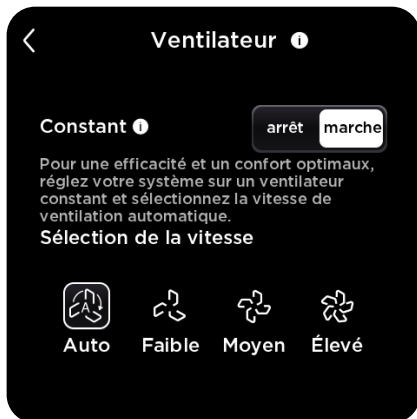 Ventilateur i
Constant i
arrêt marche
Pour une efficacité et un confort optimaux,
réglez votre système sur un ventilateur
constant et sélectionnez la vitesse de
ventilation automatique.
Sélection de la vitesse
A
Auto Faible Moyen Élevé